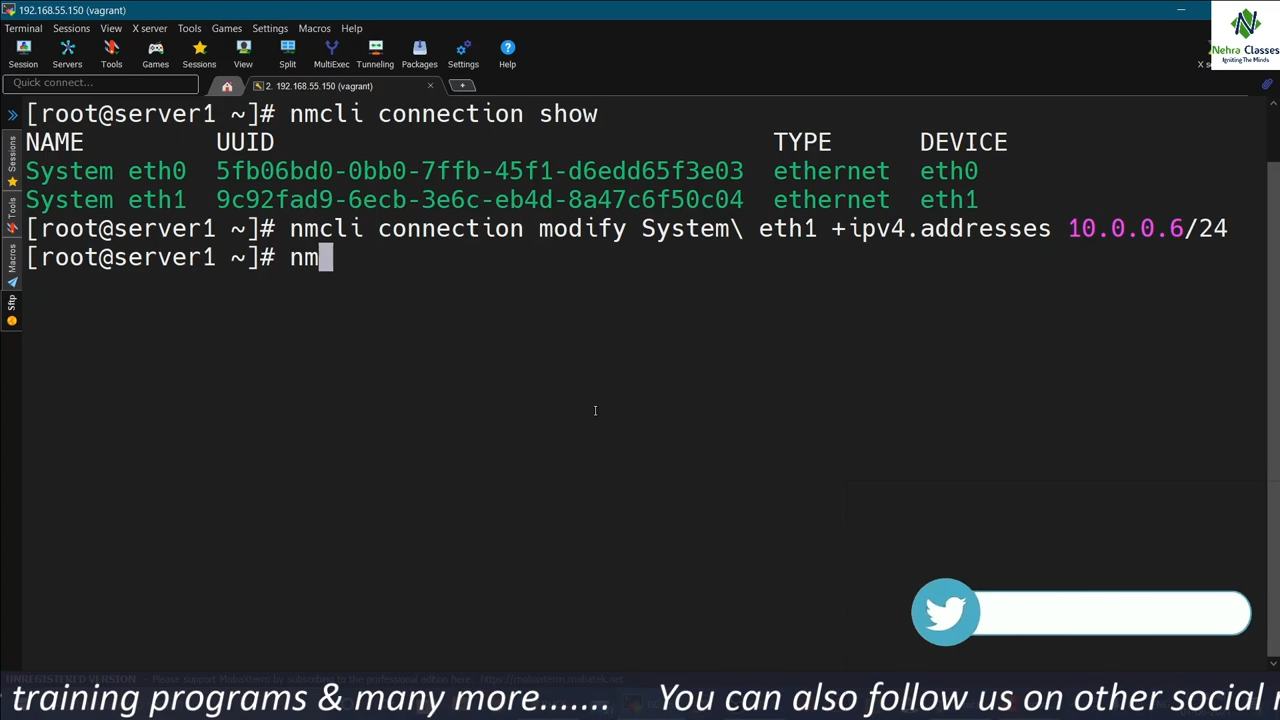 192.168.55.150 (vagrant)
Terminal Sessions View X server Tools Games Settings Macros Help
Session Servers Tools Games Sessions View Split MultiExec Tunneling Packages Settings Help
Nehra Classes
Igniting The Minds
Quick connect...
2. 192.168.55.150 (vagrant)
[root@server1 ~]# nmcli connection show
NAME UUID TYPE DEVICE
System eth0 5fb06bd0-0bb0-7ffb-45f1-d6edd65f3e03 ethernet eth0
System eth1 9c92fad9-6ecb-3e6c-eb4d-8a47c6f50c04 ethernet eth1
[root@server1 ~]# nmcli connection modify System\ eth1 +ipv4.addresses 10.0.0.6/24
[root@server1 ~]# nm
Sessions
Tools
Macros
Sftp
UNREGISTERED VERSION - Please support MobaXterm by subscribing to the professional edition here: https://mobaxterm.mobatek.net
training programs & many more....... You can also follow us on other social